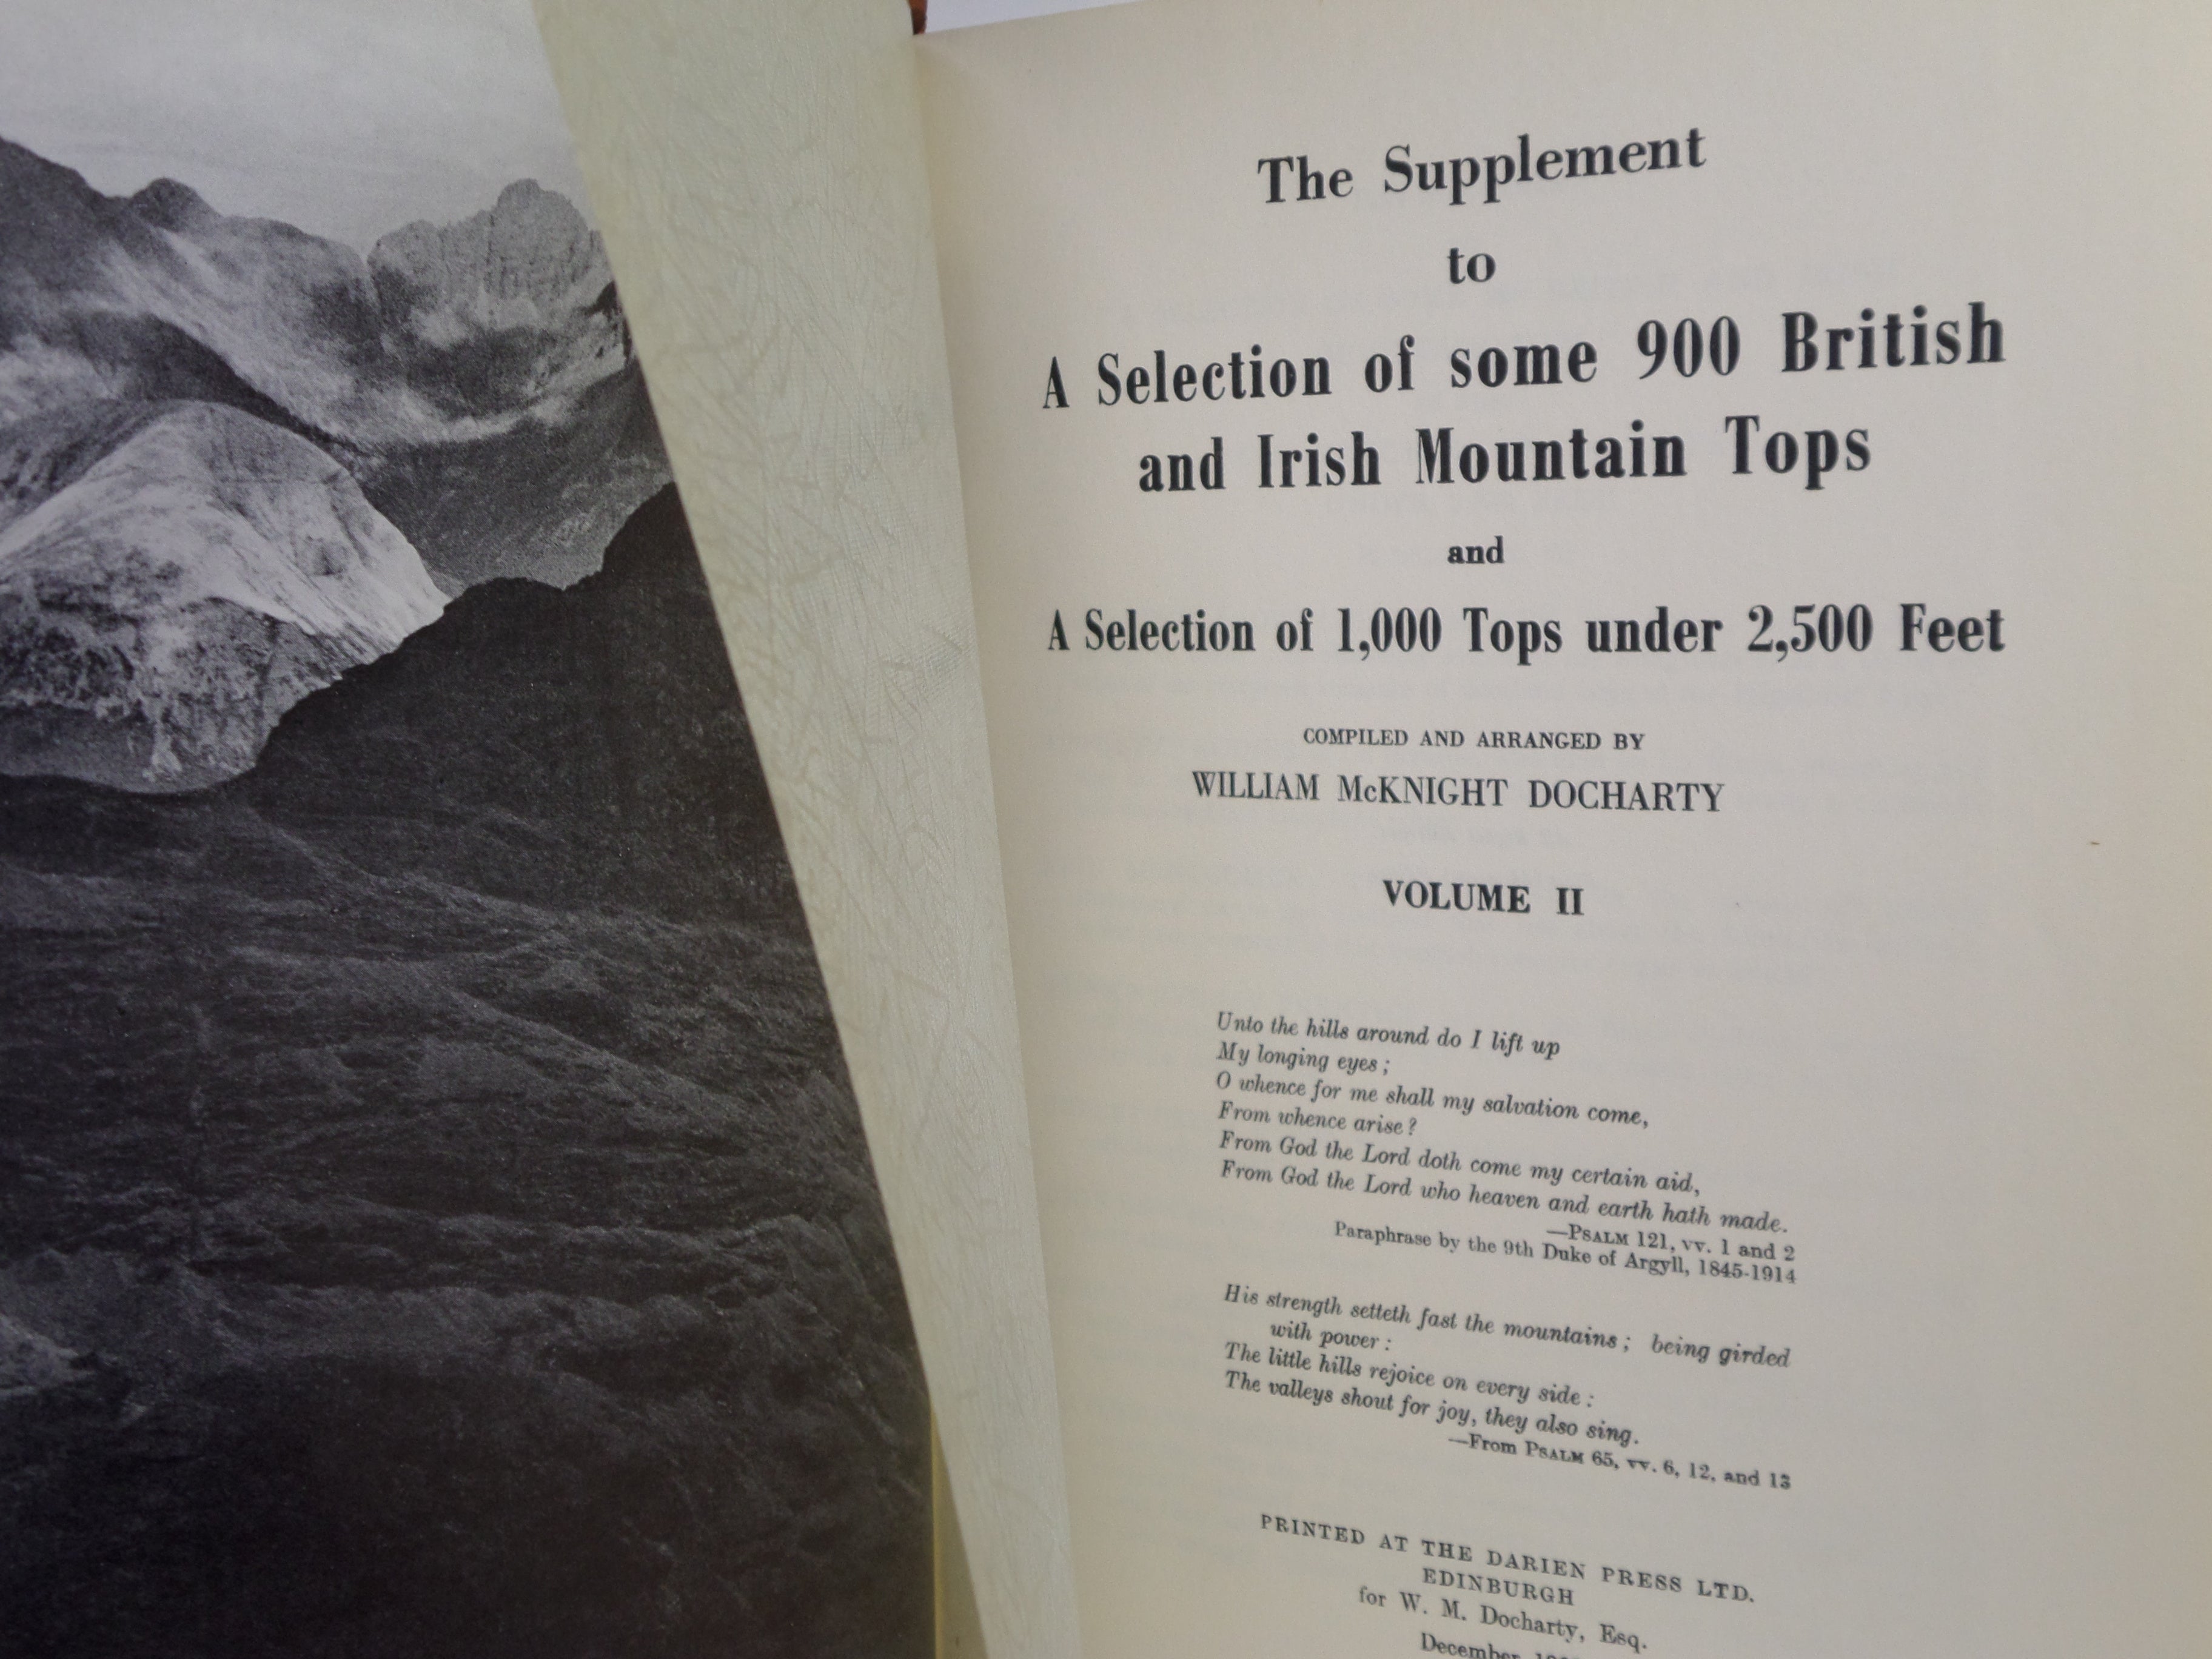 The Supplement
to
A Selection of some 900 British
and Irish Mountain Tops
and
A Selection of 1,000 Tops under 2,500 Feet
COMPILED AND ARRANGED BY
WILLIAM McKNIGHT DOCHARTY
VOLUME II
Unto the hills around do I lift up
My longing eyes ;
O whence for me shall my salvation come,
From whence arise ?
From God the Lord doth come my certain aid,
From God the Lord who heaven and earth hath made.
—PSALM 121, vv. 1 and 2
Paraphrase by the 9th Duke of Argyll, 1845-1914
His strength setteth fast the mountains ; being girded
with power :
The little hills rejoice on every side :
The valleys shout for joy, they also sing.
—From PSALM 65, vv. 6, 12, and 13
PRINTED AT THE DARIEN PRESS LTD.
EDINBURGH
for W. M. Docharty, Esq.
December